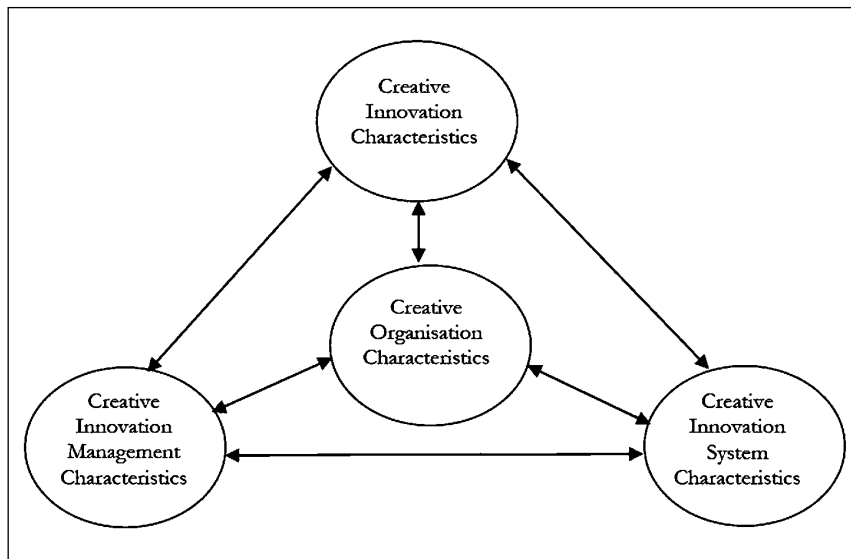 Creative
Innovation
Characteristics
Creative
Organisation
Characteristics
Creative
Innovation
Management
Characteristics
Creative
Innovation
System
Characteristics